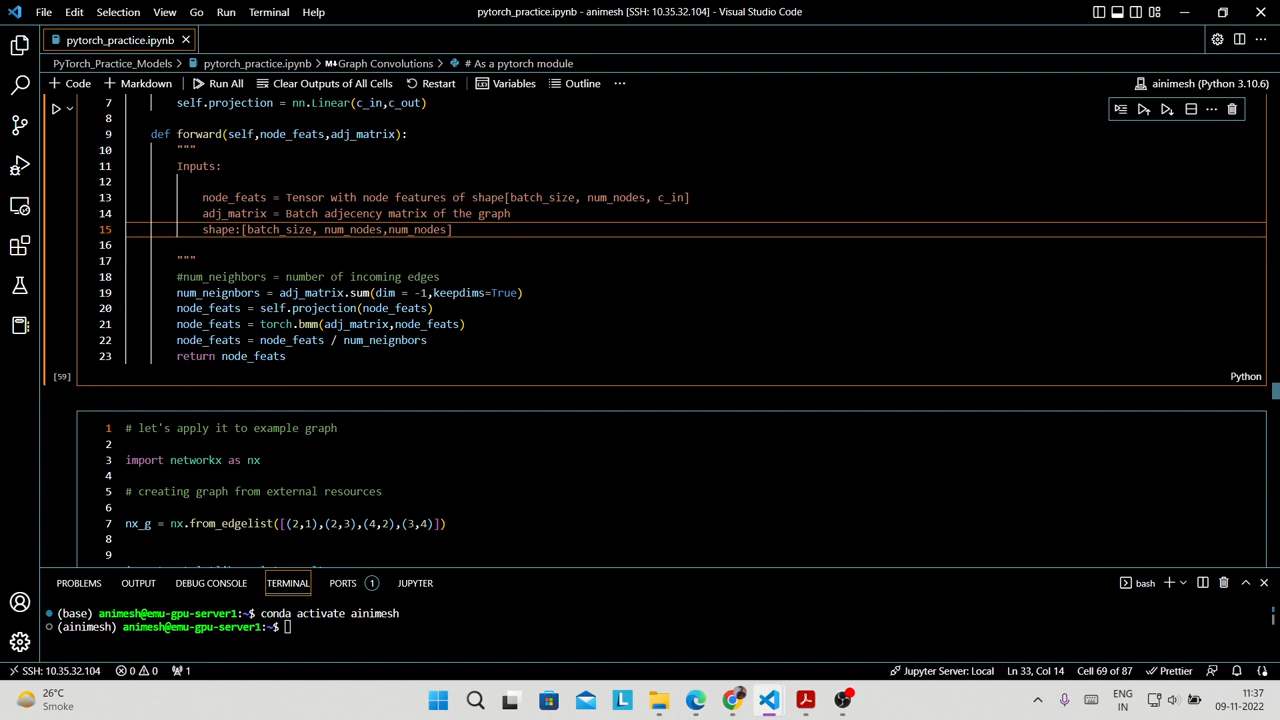 File Edit Selection View Go Run Terminal Help pytorch_practice.ipynb - animesh [SSH: 10.35.32.104] - Visual Studio Code
pytorch_practice.ipynb
PyTorch_Practice_Models > pytorch_practice.ipynb > Graph Convolutions > # As a pytorch module
+ Code + Markdown Run All Clear Outputs of All Cells Restart Variables Outline ... ainimesh (Python 3.10.6)
7 self.projection = nn.Linear(c_in,c_out)
8
9 def forward(self,node_feats,adj_matrix):
10 """
11 Inputs:
12
13 node_feats = Tensor with node features of shape[batch_size, num_nodes, c_in]
14 adj_matrix = Batch adjecency matrix of the graph
15 shape:[batch_size, num_nodes,num_nodes]
16
17 """
18 #num_neighbors = number of incoming edges
19 num_neignbors = adj_matrix.sum(dim = -1,keepdims=True)
20 node_feats = self.projection(node_feats)
21 node_feats = torch.bmm(adj_matrix,node_feats)
22 node_feats = node_feats / num_neignbors
23 return node_feats
[59] Python
1 # let's apply it to example graph
2
3 import networkx as nx
4
5 # creating graph from external resources
6
7 nx_g = nx.from_edgelist([(2,1),(2,3),(4,2),(3,4)])
8
9
PROBLEMS OUTPUT DEBUG CONSOLE TERMINAL PORTS 1 JUPYTER bash
(base) animesh@emu-gpu-server1:~$ conda activate ainimesh
(ainimesh) animesh@emu-gpu-server1:~$
SSH: 10.35.32.104 0 0 1 Jupyter Server: Local Ln 33, Col 14 Cell 69 of 87 Prettier
26°C
Smoke
ENG
IN
11:37
09-11-2022